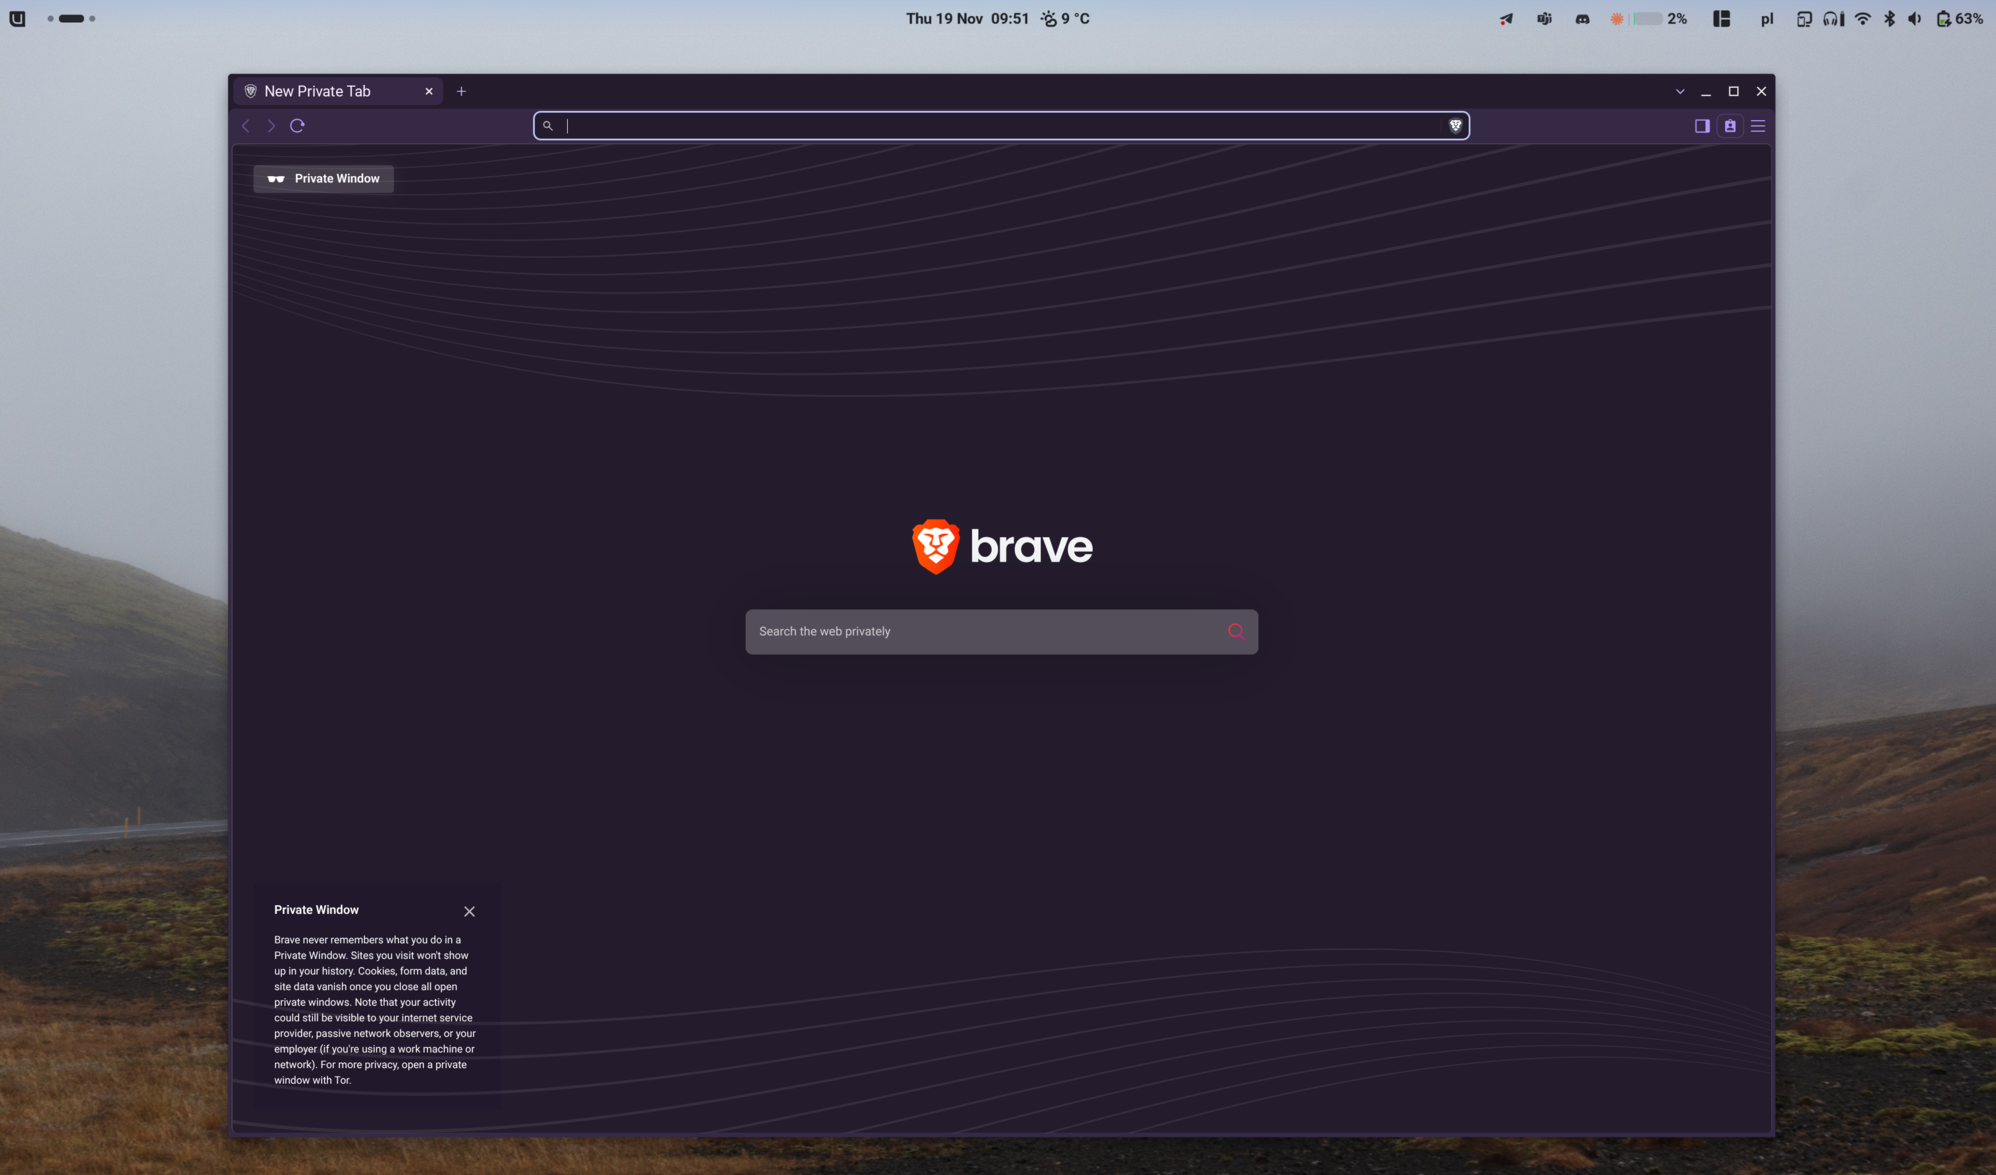 Thu 19 Nov 09:51 9 °C
2%
pl
63%
New Private Tab
Private Window
brave
Search the web privately
Private Window
Brave never remembers what you do in a
Private Window. Sites you visit won't show
up in your history. Cookies, form data, and
site data vanish once you close all open
private windows. Note that your activity
could still be visible to your internet service
provider, passive network observers, or your
employer (if you're using a work machine or
network). For more privacy, open a private
window with Tor.